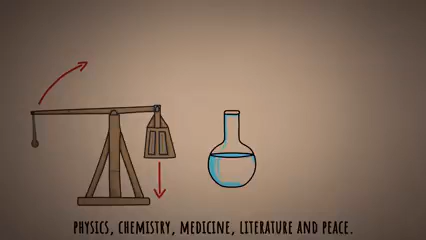 PHYSICS, CHEMISTRY, MEDICINE, LITERATURE AND PEACE.